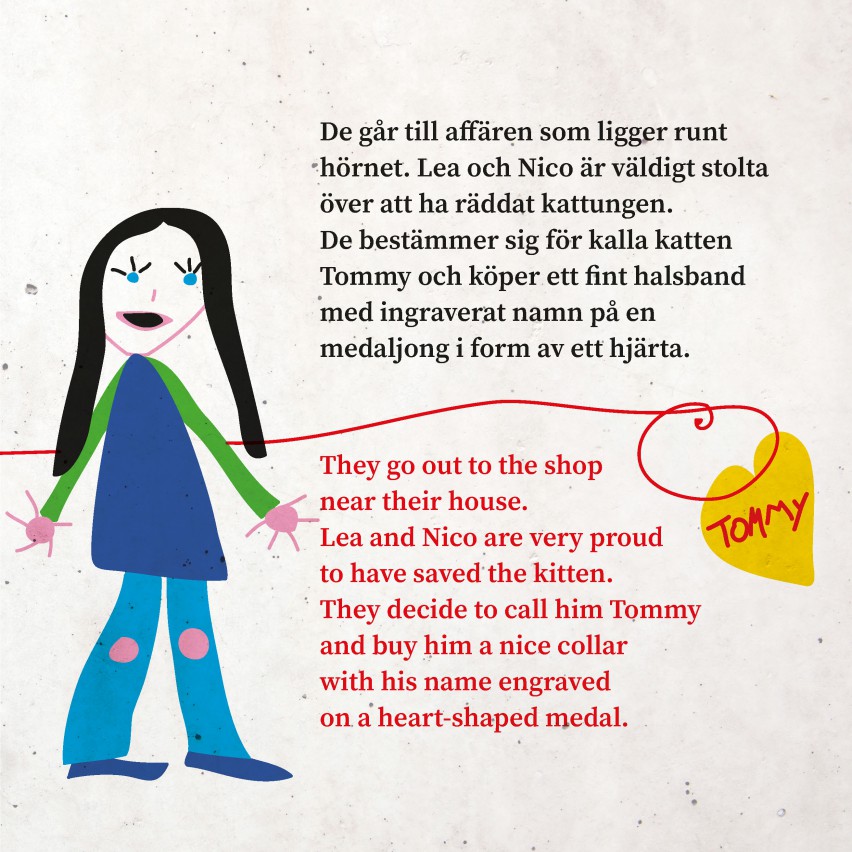 De går till affären som ligger runt
hörnet. Lea och Nico är väldigt stolta
över att ha räddat kattungen.
De bestämmer sig för kalla katten
Tommy och köper ett fint halsband
med ingraverat namn på en
medaljong i form av ett hjärta.
They go out to the shop
near their house.
Lea and Nico are very proud
to have saved the kitten.
They decide to call him Tommy
and buy him a nice collar
with his name engraved
on a heart-shaped medal.
TOMMY